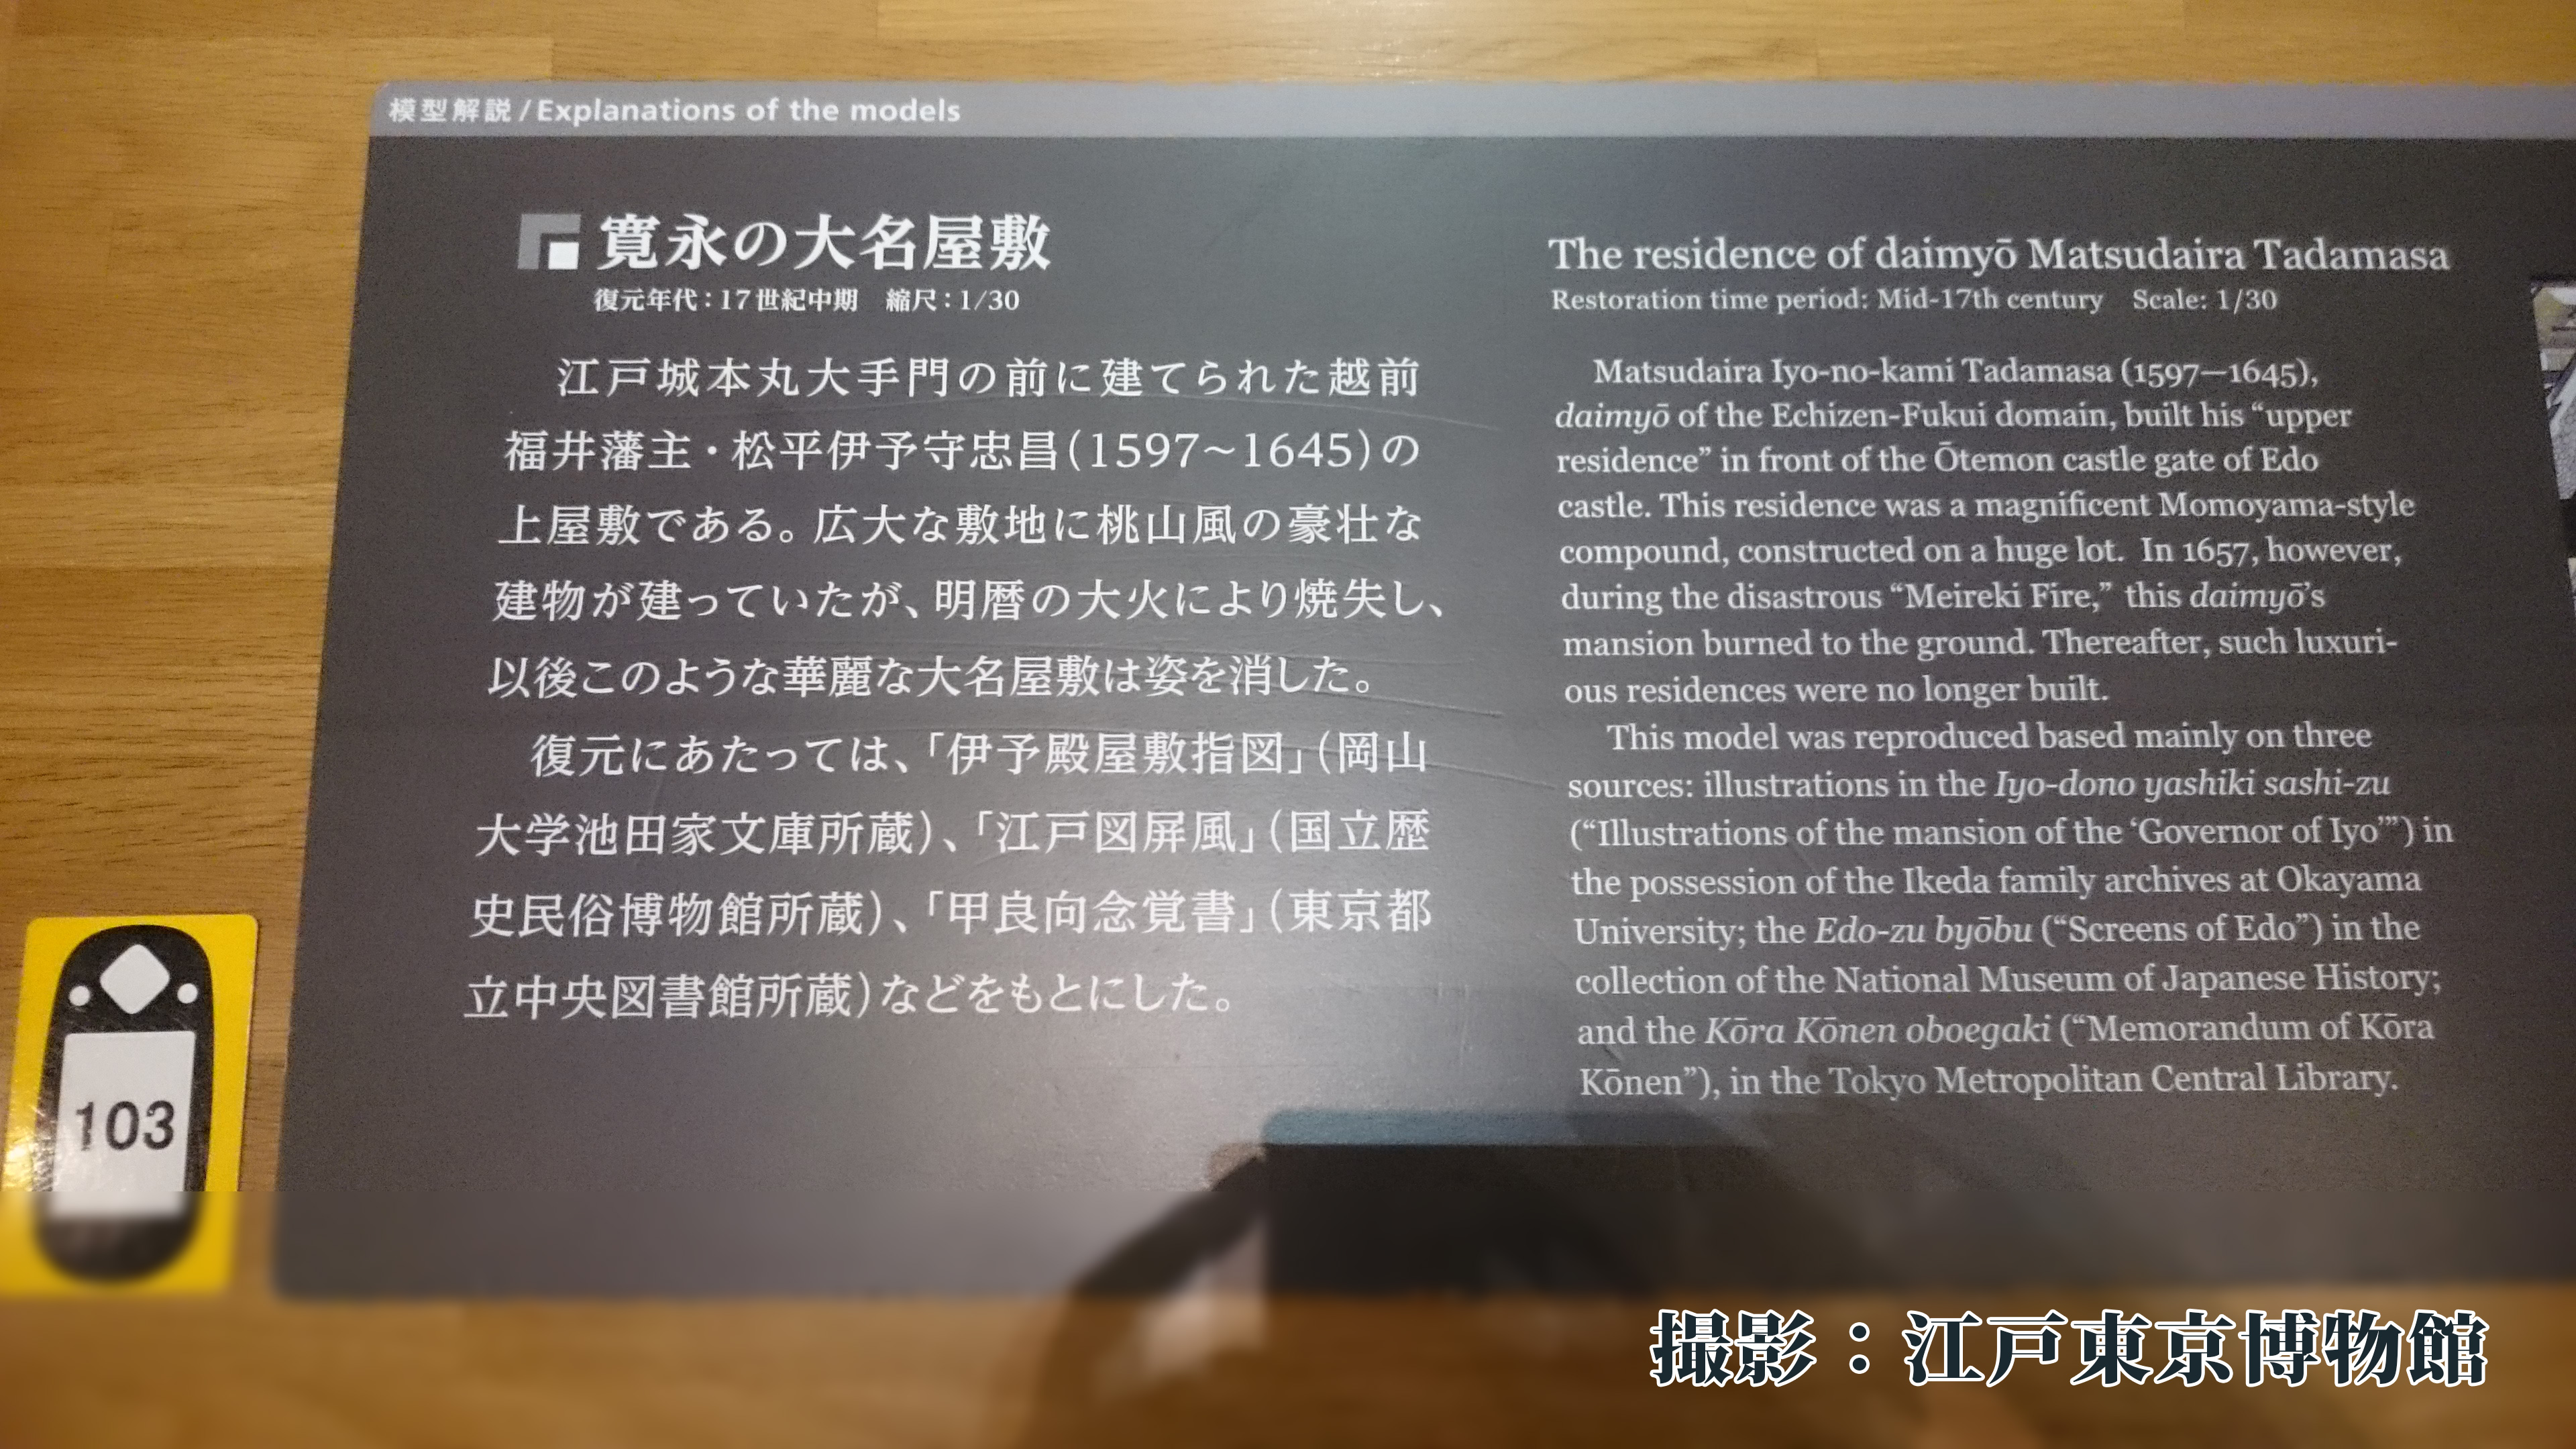 模型解説/Explanations of the models
寛永の大名屋敷
復元年代：17世紀中期　縮尺：1/30
江戸城本丸大手門の前に建てられた越前
福井藩主・松平伊予守忠昌（1597～1645）の
上屋敷である。広大な敷地に桃山風の豪壮な
建物が建っていたが、明暦の大火により焼失し、
以後このような華麗な大名屋敷は姿を消した。
復元にあたっては、「伊予殿屋敷指図」（岡山
大学池田家文庫所蔵）、「江戸図屏風」（国立歴
史民俗博物館所蔵）、「甲良向念覚書」（東京都
立中央図書館所蔵）などをもとにした。
The residence of daimyō Matsudaira Tadamasa
Restoration time period: Mid-17th century　Scale: 1/30
Matsudaira Iyo-no-kami Tadamasa (1597—1645),
daimyō of the Echizen-Fukui domain, built his “upper
residence” in front of the Ōtemon castle gate of Edo
castle. This residence was a magnificent Momoyama-style
compound, constructed on a huge lot. In 1657, however,
during the disastrous “Meireki Fire,” this daimyō’s
mansion burned to the ground. Thereafter, such luxuri-
ous residences were no longer built.
This model was reproduced based mainly on three
sources: illustrations in the Iyo-dono yashiki sashi-zu
(“Illustrations of the mansion of the ‘Governor of Iyo’”) in
the possession of the Ikeda family archives at Okayama
University; the Edo-zu byōbu (“Screens of Edo”) in the
collection of the National Museum of Japanese History;
and the Kōra Kōnen oboegaki (“Memorandum of Kōra
Kōnen”), in the Tokyo Metropolitan Central Library.
103
撮影：江戸東京博物館